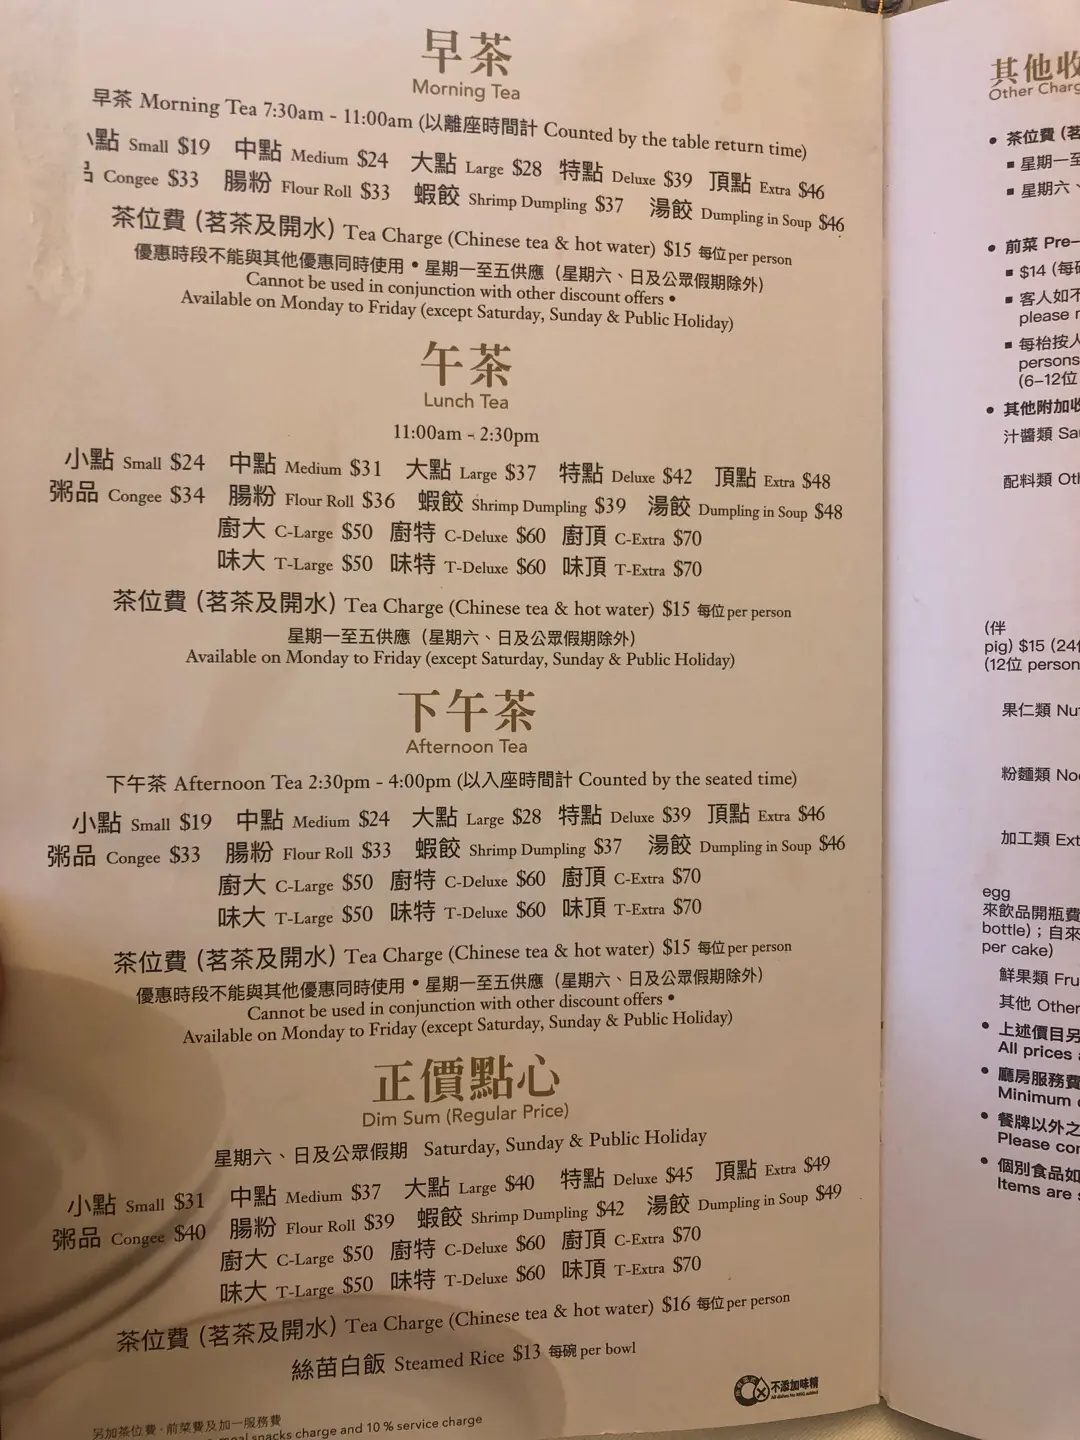 早茶
Morning Tea
早茶 Morning Tea 7:30am - 11:00am (以離座時間計 Counted by the table return time)
小點 Small $19 中點 Medium $24 大點 Large $28 特點 Deluxe $39 頂點 Extra $46
品 Congee $33 腸粉 Flour Roll $33 蝦餃 Shrimp Dumpling $37 湯餃 Dumpling in Soup $46
茶位費 (茗茶及開水) Tea Charge (Chinese tea & hot water) $15 每位 per person
優惠時段不能與其他優惠同時使用 • 星期一至五供應 (星期六、日及公眾假期除外)
Cannot be used in conjunction with other discount offers •
Available on Monday to Friday (except Saturday, Sunday & Public Holiday)
午茶
Lunch Tea
11:00am - 2:30pm
小點 Small $24 中點 Medium $31 大點 Large $37 特點 Deluxe $42 頂點 Extra $48
粥品 Congee $34 腸粉 Flour Roll $36 蝦餃 Shrimp Dumpling $39 湯餃 Dumpling in Soup $48
廚大 C-Large $50 廚特 C-Deluxe $60 廚頂 C-Extra $70
味大 T-Large $50 味特 T-Deluxe $60 味頂 T-Extra $70
茶位費 (茗茶及開水) Tea Charge (Chinese tea & hot water) $15 每位 per person
星期一至五供應 (星期六、日及公眾假期除外)
Available on Monday to Friday (except Saturday, Sunday & Public Holiday)
下午茶
Afternoon Tea
下午茶 Afternoon Tea 2:30pm - 4:00pm (以入座時間計 Counted by the seated time)
小點 Small $19 中點 Medium $24 大點 Large $28 特點 Deluxe $39 頂點 Extra $46
粥品 Congee $33 腸粉 Flour Roll $33 蝦餃 Shrimp Dumpling $37 湯餃 Dumpling in Soup $46
廚大 C-Large $50 廚特 C-Deluxe $60 廚頂 C-Extra $70
味大 T-Large $50 味特 T-Deluxe $60 味頂 T-Extra $70
茶位費 (茗茶及開水) Tea Charge (Chinese tea & hot water) $15 每位 per person
優惠時段不能與其他優惠同時使用 • 星期一至五供應 (星期六、日及公眾假期除外)
Cannot be used in conjunction with other discount offers •
Available on Monday to Friday (except Saturday, Sunday & Public Holiday)
正價點心
Dim Sum (Regular Price)
星期六、日及公眾假期 Saturday, Sunday & Public Holiday
小點 Small $31 中點 Medium $37 大點 Large $40 特點 Deluxe $45 頂點 Extra $49
粥品 Congee $40 腸粉 Flour Roll $39 蝦餃 Shrimp Dumpling $42 湯餃 Dumpling in Soup $49
廚大 C-Large $50 廚特 C-Deluxe $60 廚頂 C-Extra $70
味大 T-Large $50 味特 T-Deluxe $60 味頂 T-Extra $70
茶位費 (茗茶及開水) Tea Charge (Chinese tea & hot water) $16 每位 per person
絲苗白飯 Steamed Rice $13 每碗 per bowl
不添加味精
All dishes No MSG added
另加茶位費．前菜費及加一服務費
snacks charge and 10 % service charge
其他收
Other Charg
• 茶位費 (茗
▪ 星期一至
▪ 星期六、
• 前菜 Pre-
▪ $14 (每
▪ 客人如不
please
▪ 每枱按人
persons
(6–12位
• 其他附加收
汁醬類 Sau
配料類 Oth
(伴
pig) $15 (24
(12位 person
果仁類 Nu
粉麵類 Noo
加工類 Ext
egg
來飲品開瓶費
bottle)；自來
per cake)
鮮果類 Fru
其他 Other
• 上述價目另
All prices
• 廳房服務費
Minimum
• 餐牌以外之
Please con
• 個別食品如
Items are